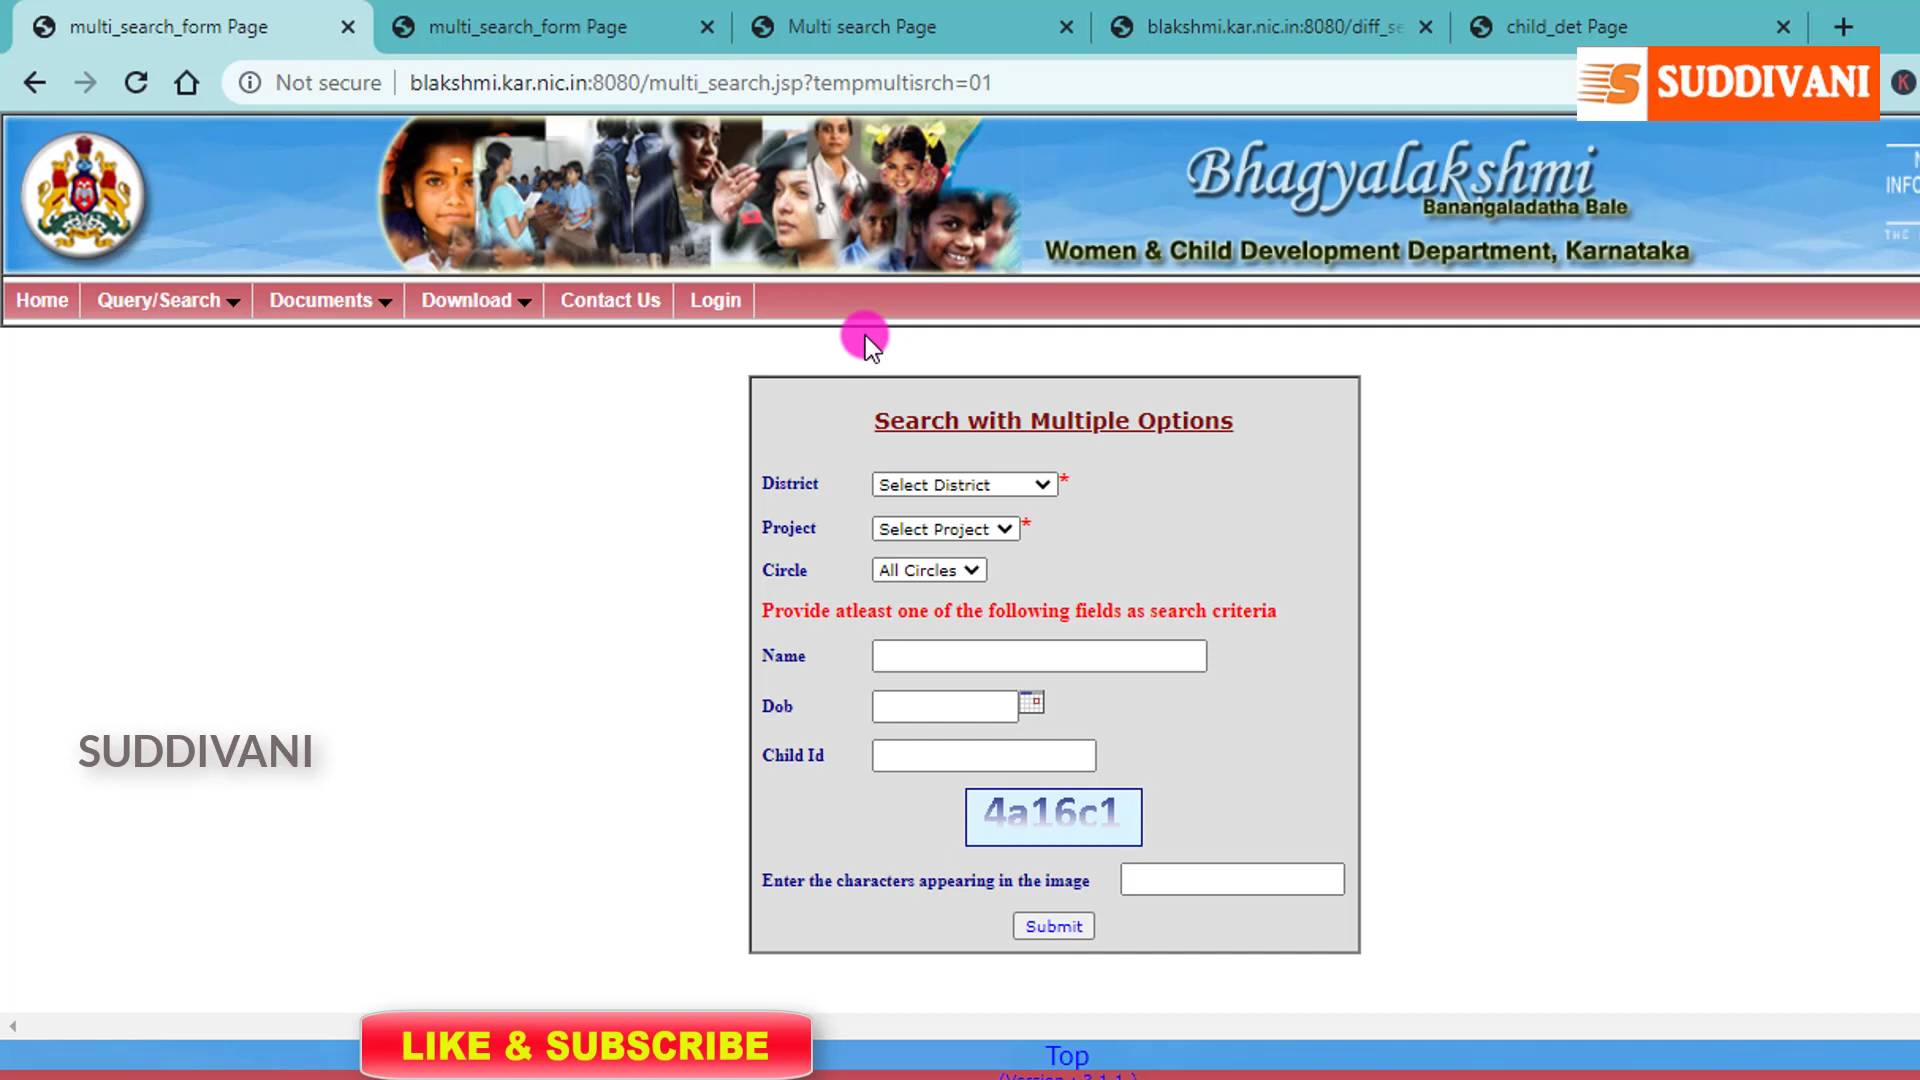 multi_search_form Page
multi_search_form Page
Multi search Page
blakshmi.kar.nic.in:8080/diff_se
child_det Page
Not secure
blakshmi.kar.nic.in:8080/multi_search.jsp?tempmultisrch=01
SUDDIVANI
K
Bhagyalakshmi
Banangaladatha Bale
Women & Child Development Department, Karnataka
THE
Home
Query/Search
Documents
Download
Contact Us
Login
Search with Multiple Options
District Select District *
Project Select Project *
Circle All Circles
Provide atleast one of the following fields as search criteria
Name
Dob
SUDDIVANI
Child Id
4a16c1
Enter the characters appearing in the image
Submit
LIKE & SUBSCRIBE
Top